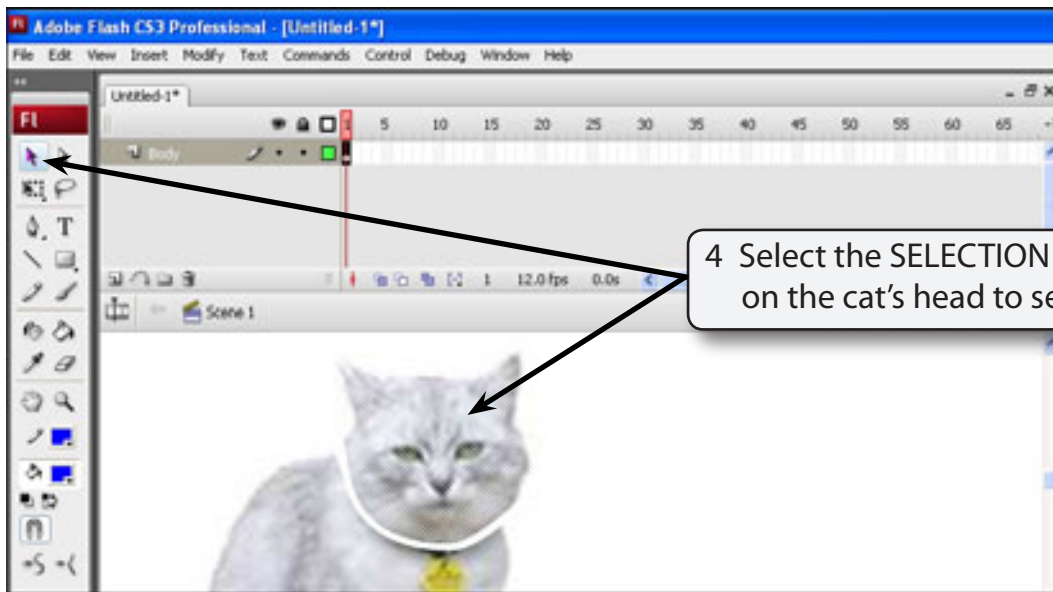 Adobe Flash CS3 Professional - [Untitled-1*]
File Edit View Insert Modify Text Commands Control Debug Window Help
Untitled-1*
Fl
1 5 10 15 20 25 30 35 40 45 50 55 60 65
Body
T
1 12.0 fps 0.0s
Scene 1
4 Select the SELECTION
on the cat’s head to se